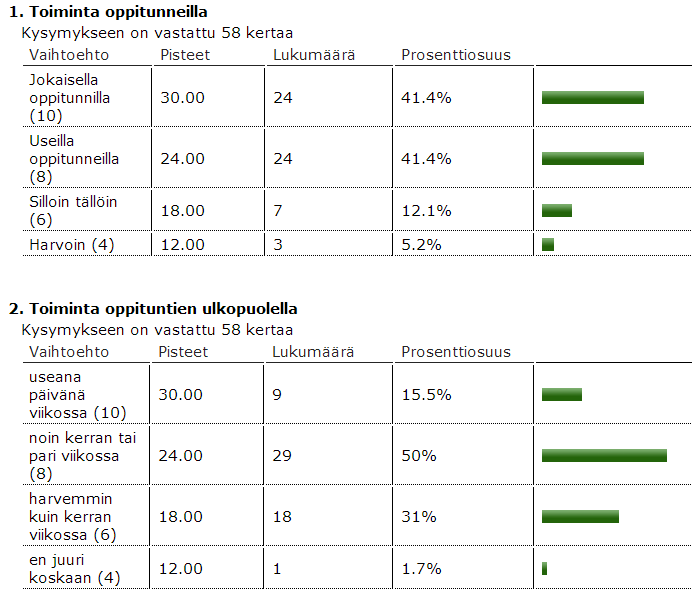 1. Toiminta oppitunneilla
Kysymykseen on vastattu 58 kertaa
Vaihtoehto Pisteet Lukumäärä Prosenttiosuus
Jokaisella
oppitunnilla 30.00 24 41.4%
(10)
Useilla
oppitunneilla 24.00 24 41.4%
(8)
Silloin tällöin
(6) 18.00 7 12.1%
Harvoin (4) 12.00 3 5.2%
2. Toiminta oppituntien ulkopuolella
Kysymykseen on vastattu 58 kertaa
Vaihtoehto Pisteet Lukumäärä Prosenttiosuus
useana
päivänä 30.00 9 15.5%
viikossa (10)
noin kerran tai
pari viikossa 24.00 29 50%
(8)
harvemmin
kuin kerran 18.00 18 31%
viikossa (6)
en juuri
koskaan (4) 12.00 1 1.7%